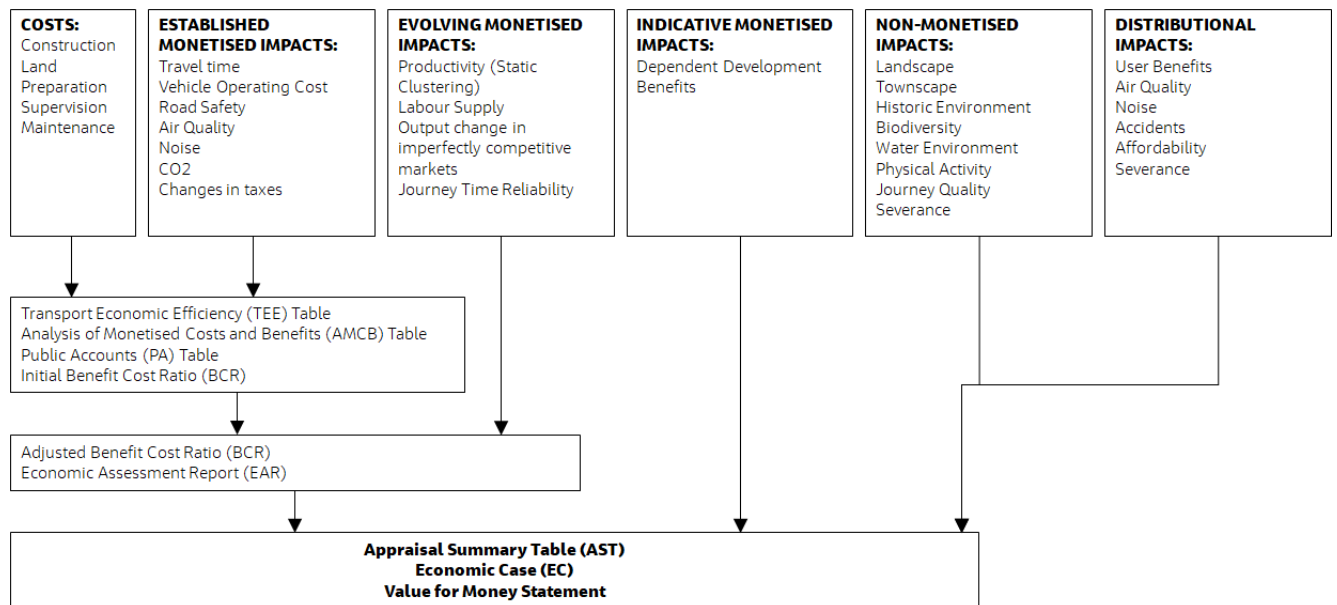 COSTS:
Construction
Land
Preparation
Supervision
Maintenance
ESTABLISHED
MONETISED IMPACTS:
Travel time
Vehicle Operating Cost
Road Safety
Air Quality
Noise
CO2
Changes in taxes
EVOLVING MONETISED
IMPACTS:
Productivity (Static
Clustering)
Labour Supply
Output change in
imperfectly competitive
markets
Journey Time Reliability
INDICATIVE MONETISED
IMPACTS:
Dependent Development
Benefits
NON-MONETISED
IMPACTS:
Landscape
Townscape
Historic Environment
Biodiversity
Water Environment
Physical Activity
Journey Quality
Severance
DISTRIBUTIONAL
IMPACTS:
User Benefits
Air Quality
Noise
Accidents
Affordability
Severance
Transport Economic Efficiency (TEE) Table
Analysis of Monetised Costs and Benefits (AMCB) Table
Public Accounts (PA) Table
Initial Benefit Cost Ratio (BCR)
Adjusted Benefit Cost Ratio (BCR)
Economic Assessment Report (EAR)
Appraisal Summary Table (AST)
Economic Case (EC)
Value for Money Statement